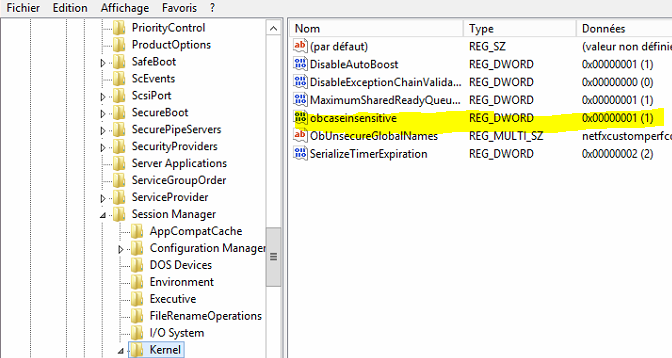 Fichier Edition Affichage Favoris ?
PriorityControl
ProductOptions
SafeBoot
ScEvents
ScsiPort
SecureBoot
SecurePipeServers
SecurityProviders
Server Applications
ServiceGroupOrder
ServiceProvider
Session Manager
AppCompatCache
Configuration Manager
DOS Devices
Environment
Executive
FileRenameOperations
I/O System
Kernel
Nom Type Données
(par défaut) REG_SZ (valeur non définie
DisableAutoBoost REG_DWORD 0x00000001 (1)
DisableExceptionChainValida... REG_DWORD 0x00000000 (0)
MaximumSharedReadyQueu... REG_DWORD 0x00000001 (1)
obcaseinsensitive REG_DWORD 0x00000001 (1)
ObUnsecureGlobalNames REG_MULTI_SZ netfxcustomperfco
SerializeTimerExpiration REG_DWORD 0x00000002 (2)